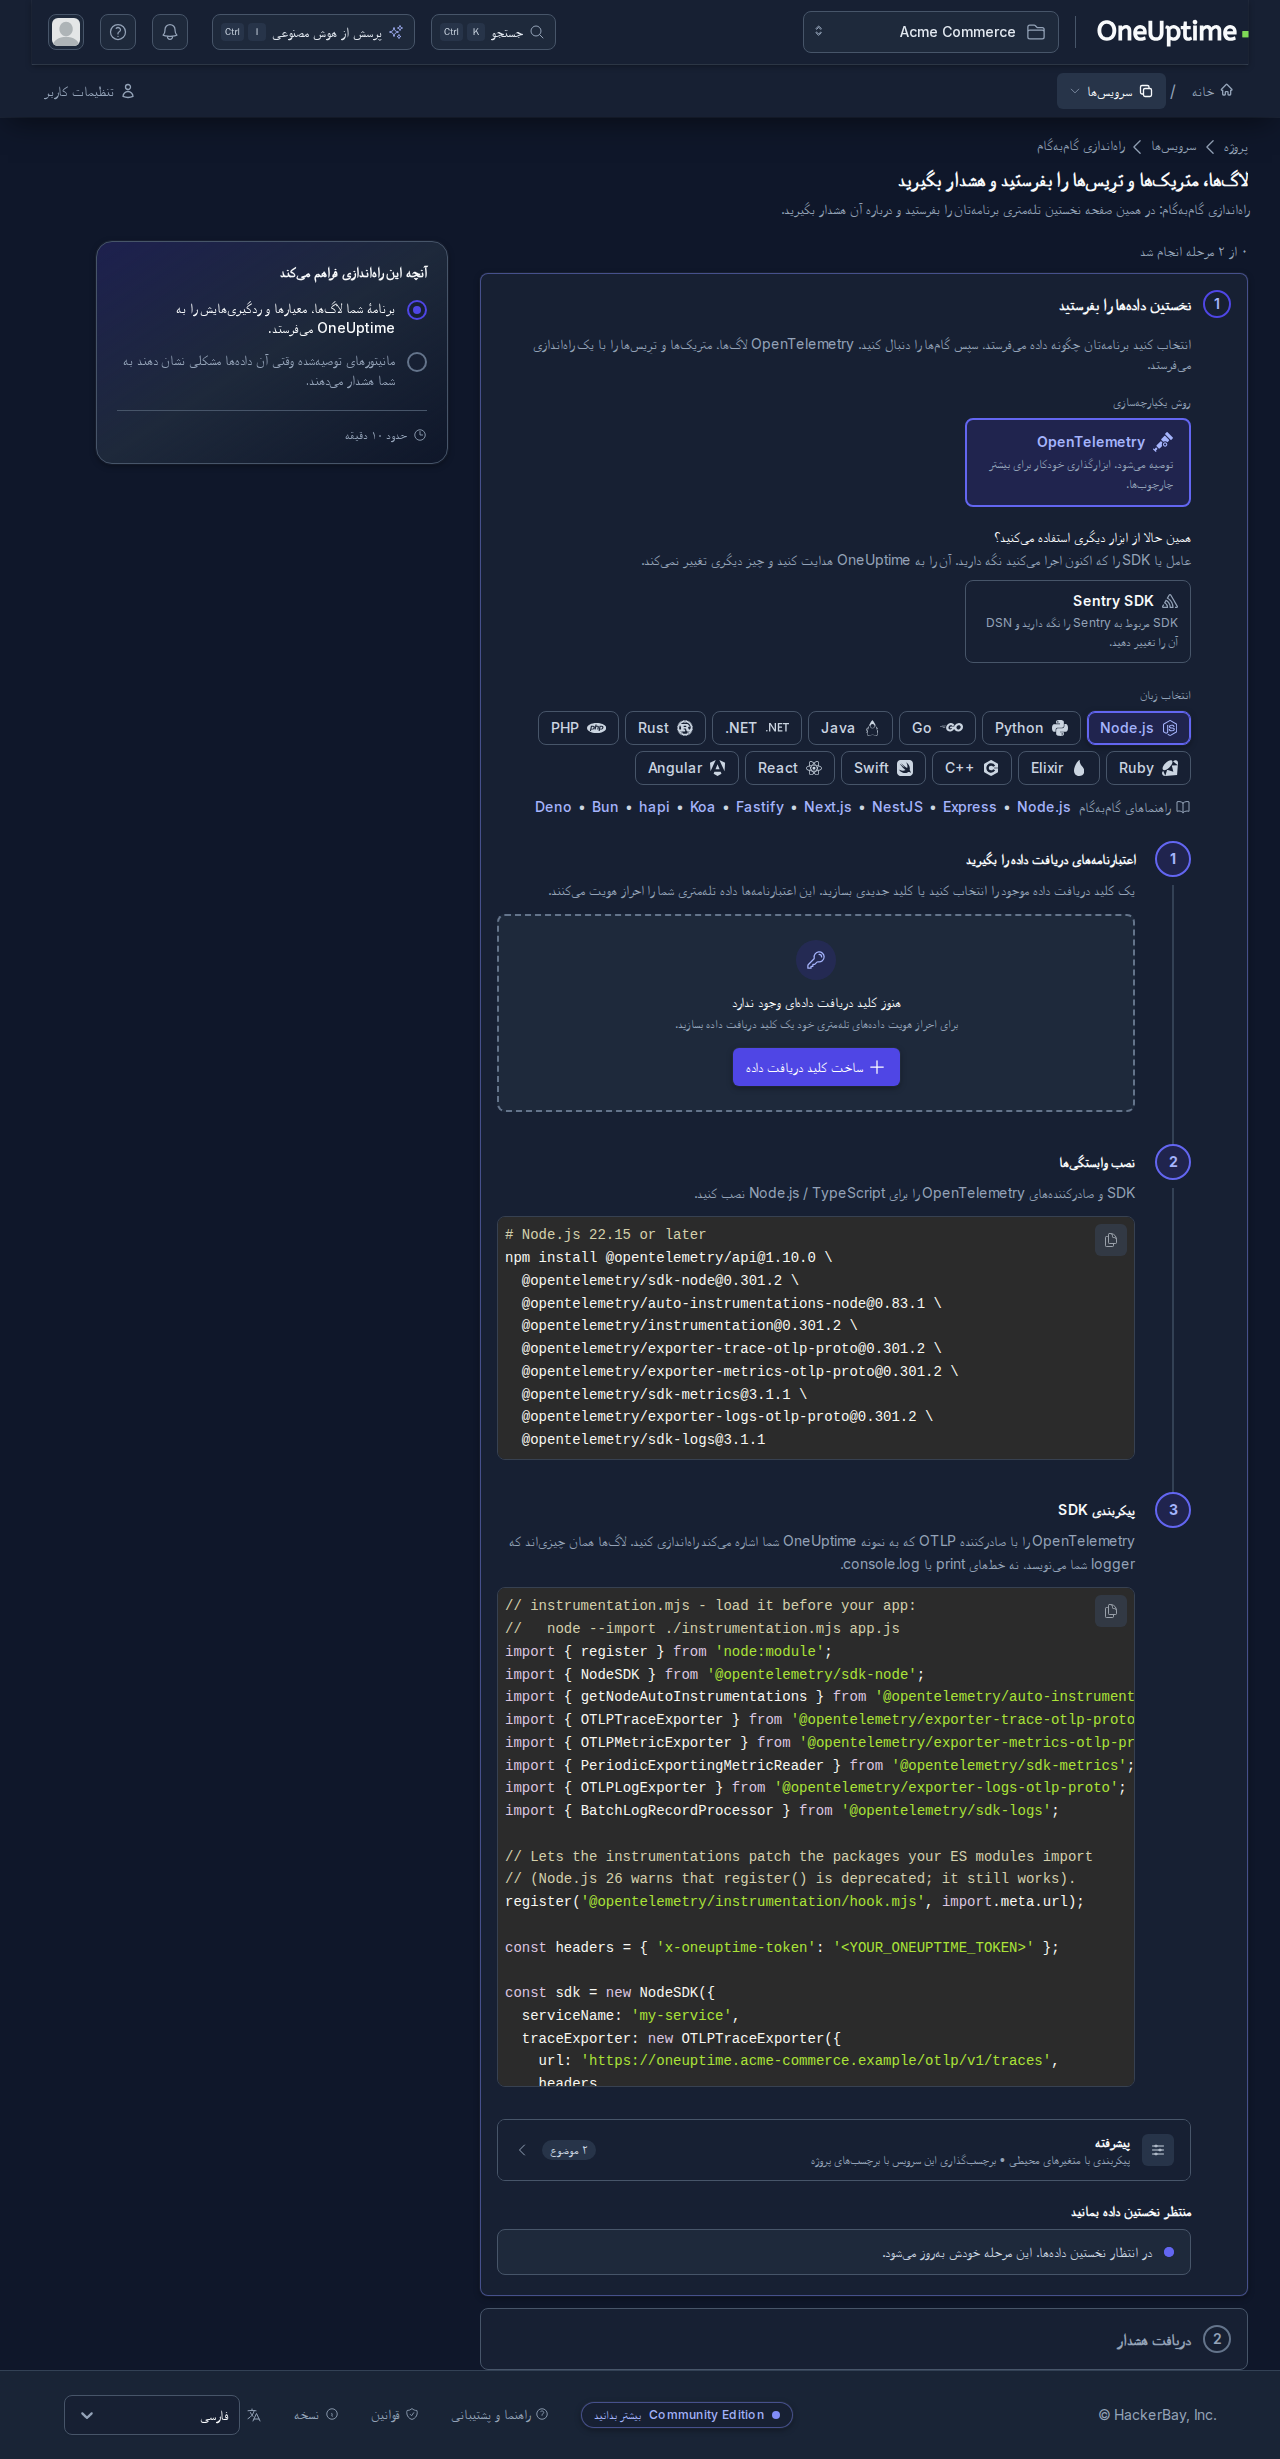 OneUptime
Acme Commerce
جستجو K Ctrl
پرسش از هوش مصنوعی I Ctrl
خانه / سرویس‌ها
تنظیمات کاربر
پروژه
سرویس‌ها
راه‌اندازی گام‌به‌گام
لاگ‌ها، متریک‌ها و تریس‌ها را بفرستید و هشدار بگیرید
راه‌اندازی گام‌به‌گام: در همین صفحه نخستین تله‌متری برنامه‌تان را بفرستید و درباره آن هشدار بگیرید.
۰ از ۲ مرحله انجام شد
1
نخستین داده‌ها را بفرستید
انتخاب کنید برنامه‌تان چگونه داده می‌فرستد. سپس گام‌ها را دنبال کنید. OpenTelemetry لاگ‌ها، متریک‌ها و تریس‌ها را با یک راه‌اندازی
می‌فرستد.
روش یکپارچه‌سازی
OpenTelemetry
توصیه می‌شود. ابزارگذاری خودکار برای بیشتر
چارچوب‌ها.
همین حالا از ابزار دیگری استفاده می‌کنید؟
عامل یا SDK را که اکنون اجرا می‌کنید نگه دارید. آن را به OneUptime هدایت کنید و چیز دیگری تغییر نمی‌کند.
Sentry SDK
SDK مربوط به Sentry را نگه دارید و DSN
آن را تغییر دهید.
انتخاب زبان
Node.js
Python
Go
Java
.NET .NET
Rust
php PHP
Ruby
Elixir
C++
Swift
React
Angular
راهنماهای گام‌به‌گام Node.js • Express • NestJS • Next.js • Fastify • Koa • hapi • Bun • Deno
1
اعتبارنامه‌های دریافت داده را بگیرید
یک کلید دریافت داده موجود را انتخاب کنید یا کلید جدیدی بسازید. این اعتبارنامه‌ها داده تله‌متری شما را احراز هویت می‌کنند.
هنوز کلید دریافت داده‌ای وجود ندارد
برای احراز هویت داده‌های تله‌متری خود یک کلید دریافت داده بسازید.
ساخت کلید دریافت داده
2
نصب وابستگی‌ها
SDK و صادرکننده‌های OpenTelemetry را برای Node.js / TypeScript نصب کنید.
# Node.js 22.15 or later
npm install @opentelemetry/api@1.10.0 \
@opentelemetry/sdk-node@0.301.2 \
@opentelemetry/auto-instrumentations-node@0.83.1 \
@opentelemetry/instrumentation@0.301.2 \
@opentelemetry/exporter-trace-otlp-proto@0.301.2 \
@opentelemetry/exporter-metrics-otlp-proto@0.301.2 \
@opentelemetry/sdk-metrics@3.1.1 \
@opentelemetry/exporter-logs-otlp-proto@0.301.2 \
@opentelemetry/sdk-logs@3.1.1
3
پیکربندی SDK
OpenTelemetry را با صادرکننده OTLP که به نمونه OneUptime شما اشاره می‌کند راه‌اندازی کنید. لاگ‌ها همان چیزی‌اند که
logger شما می‌نویسد. نه خط‌های print یا console.log.
// instrumentation.mjs - load it before your app:
//   node --import ./instrumentation.mjs app.js
import { register } from 'node:module';
import { NodeSDK } from '@opentelemetry/sdk-node';
import { getNodeAutoInstrumentations } from '@opentelemetry/auto-instrument
import { OTLPTraceExporter } from '@opentelemetry/exporter-trace-otlp-proto
import { OTLPMetricExporter } from '@opentelemetry/exporter-metrics-otlp-pr
import { PeriodicExportingMetricReader } from '@opentelemetry/sdk-metrics';
import { OTLPLogExporter } from '@opentelemetry/exporter-logs-otlp-proto';
import { BatchLogRecordProcessor } from '@opentelemetry/sdk-logs';
// Lets the instrumentations patch the packages your ES modules import
// (Node.js 26 warns that register() is deprecated; it still works).
register('@opentelemetry/instrumentation/hook.mjs', import.meta.url);
const headers = { 'x-oneuptime-token': '<YOUR_ONEUPTIME_TOKEN>' };
const sdk = new NodeSDK({
serviceName: 'my-service',
traceExporter: new OTLPTraceExporter({
url: 'https://oneuptime.acme-commerce.example/otlp/v1/traces',
headers
پیشرفته
پیکربندی با متغیرهای محیطی • برچسب‌گذاری این سرویس با برچسب‌های پروژه
۲ موضوع
منتظر نخستین داده بمانید
در انتظار نخستین داده‌ها. این مرحله خودش به‌روز می‌شود.
2
دریافت هشدار
آنچه این راه‌اندازی فراهم می‌کند
برنامهٔ شما لاگ‌ها، معیارها و ردگیری‌هایش را به
OneUptime می‌فرستد.
مانیتورهای توصیه‌شده وقتی آن داده‌ها مشکلی نشان دهند به
شما هشدار می‌دهند.
حدود ۱۰ دقیقه
© HackerBay, Inc.
Community Edition بیشتر بدانید
راهنما و پشتیبانی
قوانین
نسخه
فارسی